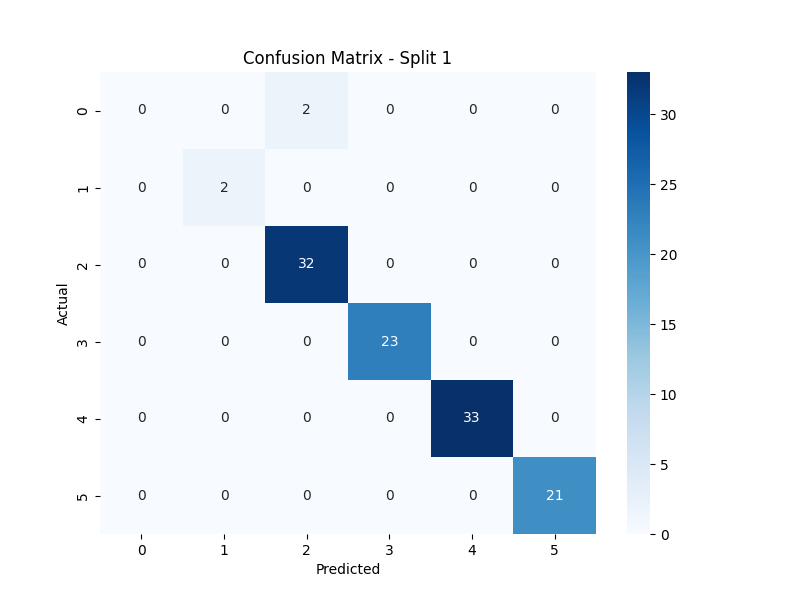 Confusion Matrix - Split 1
0 0 0 2 0 0 0
1 0 2 0 0 0 0
2 0 0 32 0 0 0
3 0 0 0 23 0 0
4 0 0 0 0 33 0
5 0 0 0 0 0 21
0 1 2 3 4 5
Predicted
Actual
30
25
20
15
10
5
0